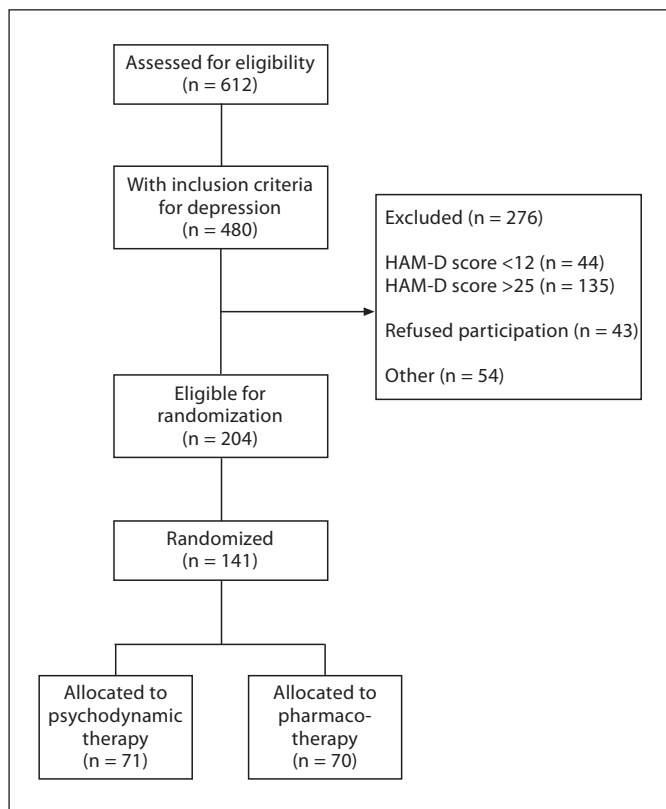 Assessed for eligibility
(n = 612)
With inclusion criteria
for depression
(n = 480)
Excluded (n = 276)
HAM-D score <12 (n = 44)
HAM-D score >25 (n = 135)
Refused participation (n = 43)
Other (n = 54)
Eligible for
randomization
(n = 204)
Randomized
(n = 141)
Allocated to
psychodynamic
therapy
(n = 71)
Allocated to
pharmaco-
therapy
(n = 70)